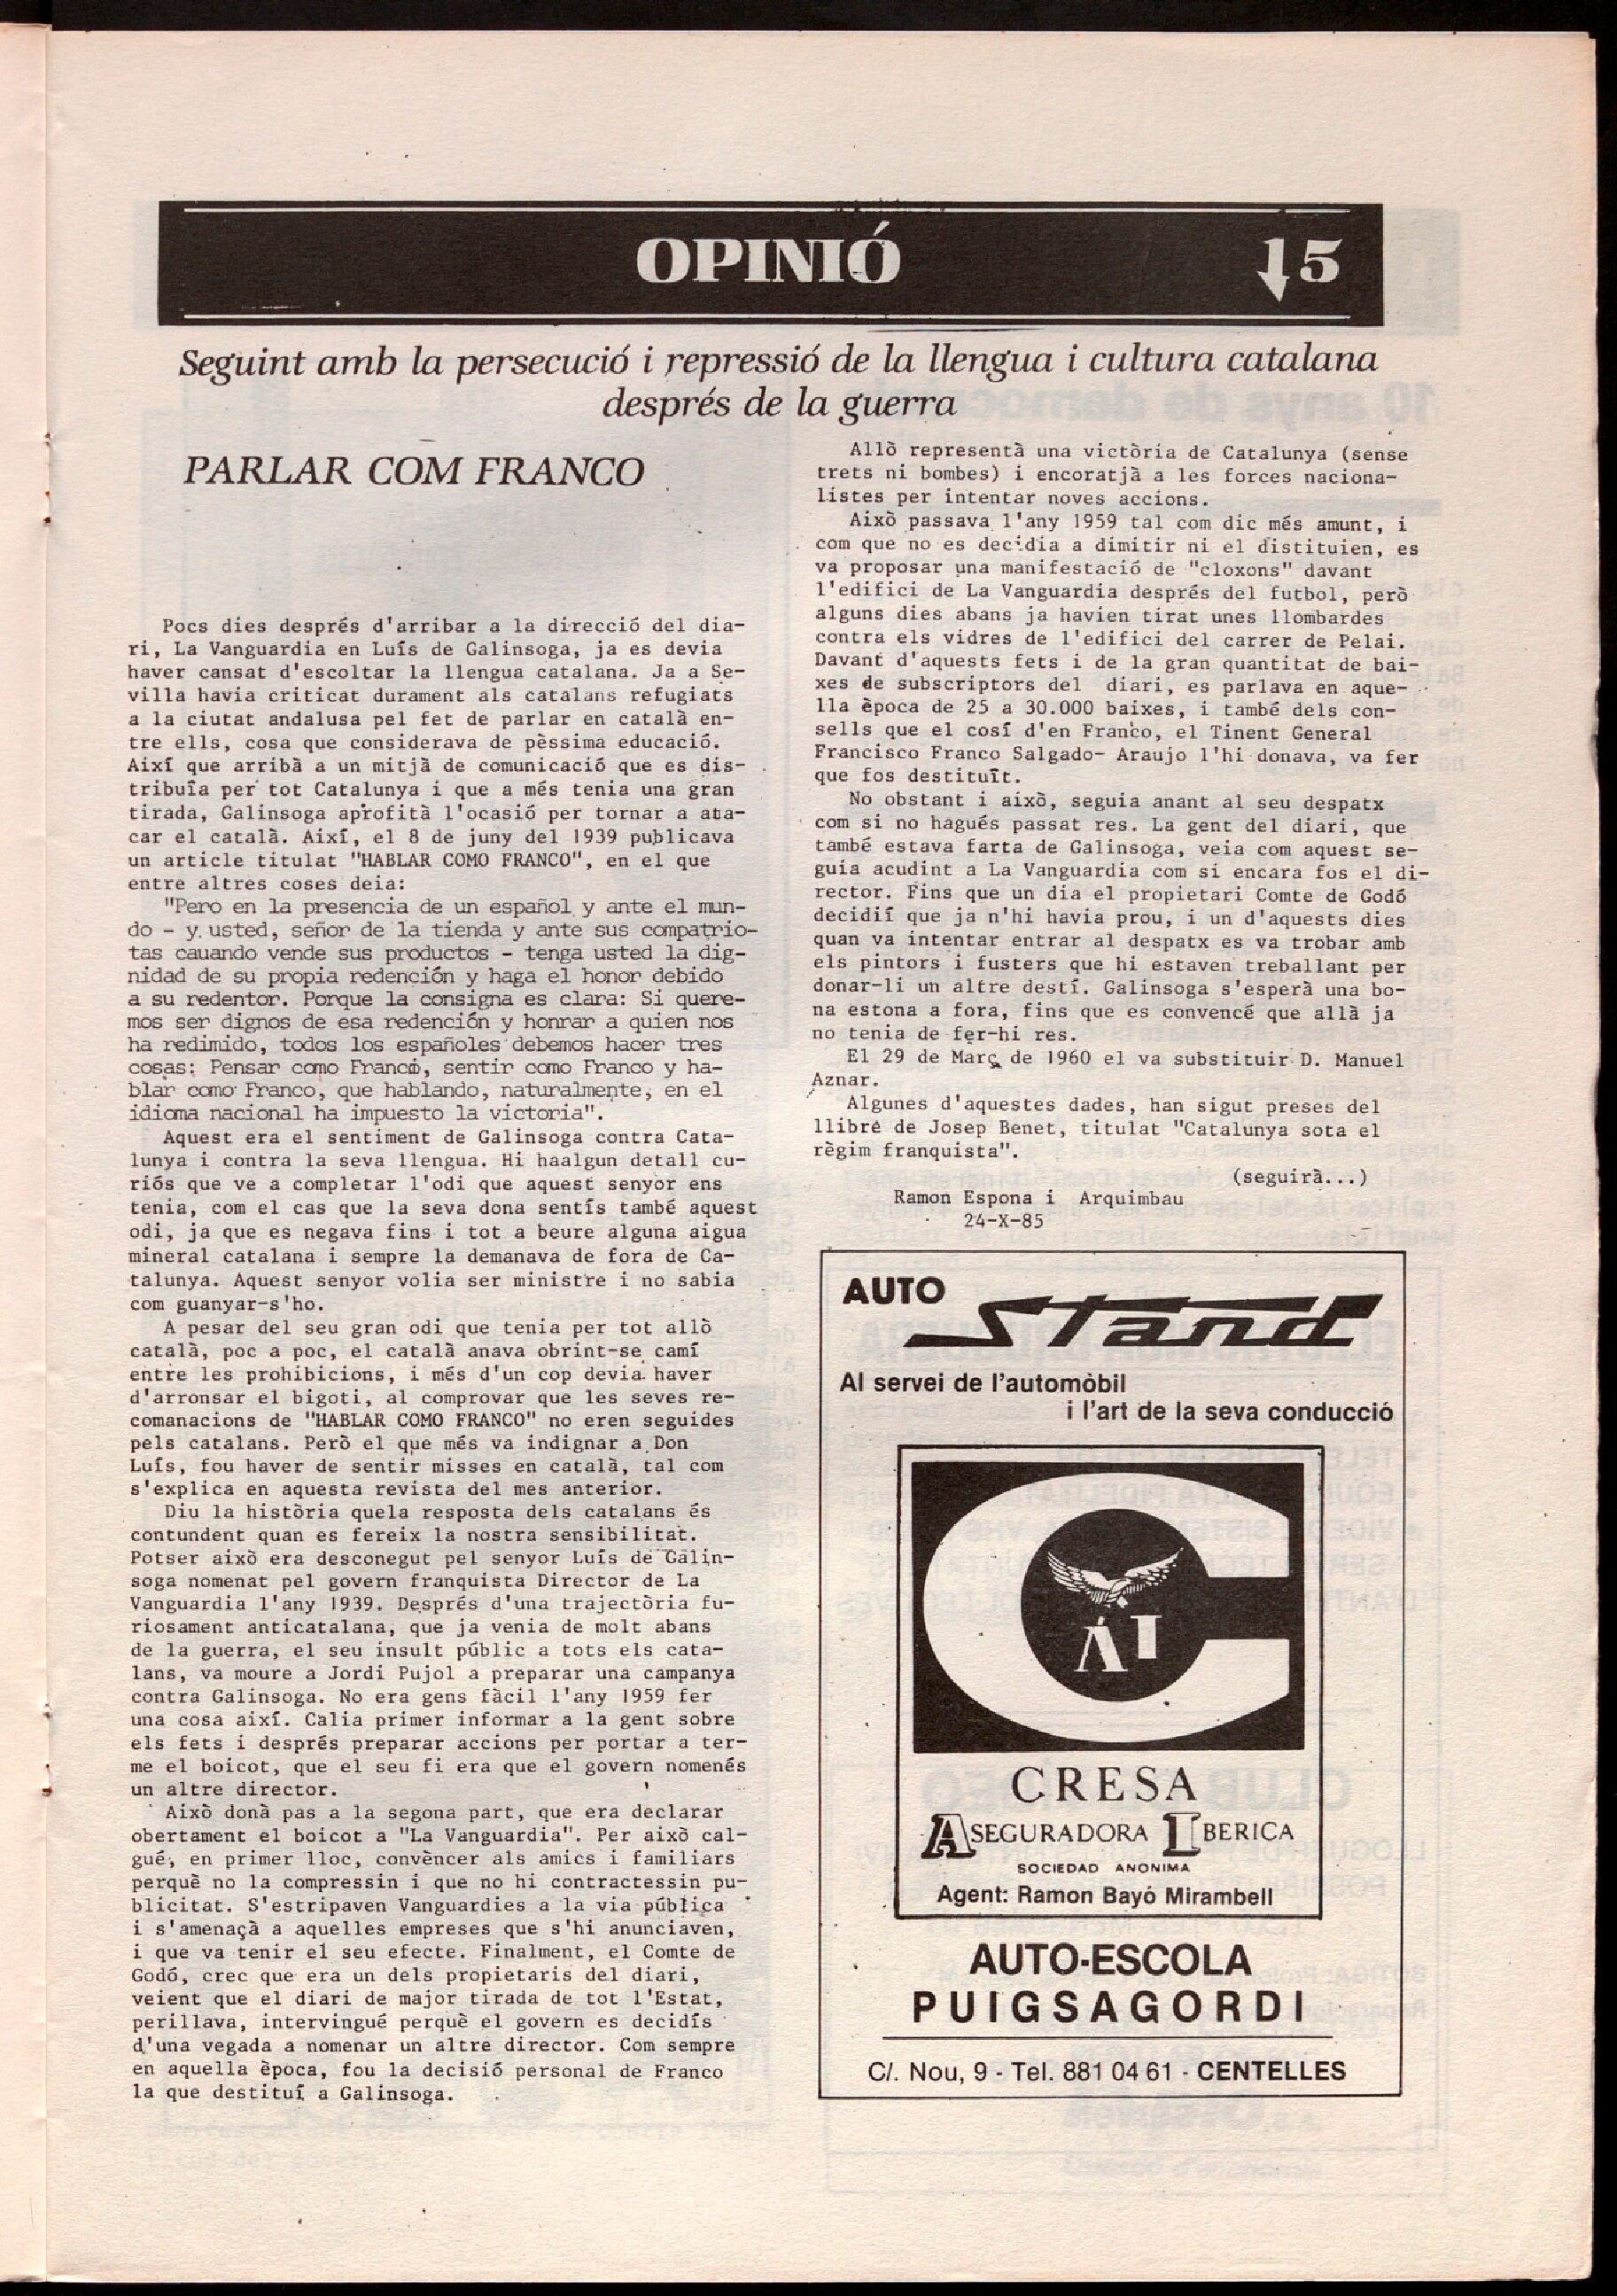 OPINIÓ 15
Seguint amb la persecució i repressió de la llengua i cultura catalana
després de la guerra
PARLAR COM FRANCO
Pocs dies després d'arribar a la direcció del dia-
ri, La Vanguardia en Luís de Galinsoga, ja es devia
haver cansat d'escoltar la llengua catalana. Ja a Se-
villa havia criticat durament als catalans refugiats
a la ciutat andalusa pel fet de parlar en català en-
tre ells, cosa que considerava de pèssima educació.
Així que arribà a un mitjà de comunicació que es dis-
tribuïa per tot Catalunya i que a més tenia una gran
tirada, Galinsoga aprofità l'ocasió per tornar a ata-
car el català. Així, el 8 de juny del 1939 publicava
un article titulat "HABLAR COMO FRANCO", en el que
entre altres coses deia:
"Pero en la presencia de un español y ante el mun-
do - y usted, señor de la tienda y ante sus compatrio-
tas cauando vende sus productos - tenga usted la dig-
nidad de su propia redención y haga el honor debido
a su redentor. Porque la consigna es clara: Si quere-
mos ser dignos de esa redención y honrar a quien nos
ha redimido, todos los españoles debemos hacer tres
cosas: Pensar como Franco, sentir como Franco y ha-
blar como Franco, que hablando, naturalmente, en el
idioma nacional ha impuesto la victoria".
Aquest era el sentiment de Galinsoga contra Cata-
lunya i contra la seva llengua. Hi haalgun detall cu-
riós que ve a completar l'odi que aquest senyor ens
tenia, com el cas que la seva dona sentís també aquest
odi, ja que es negava fins i tot a beure alguna aigua
mineral catalana i sempre la demanava de fora de Ca-
talunya. Aquest senyor volia ser ministre i no sabia
com guanyar-s'ho.
A pesar del seu gran odi que tenia per tot allò
català, poc a poc, el català anava obrint-se camí
entre les prohibicions, i més d'un cop devia haver
d'arronsar el bigoti, al comprovar que les seves re-
comanacions de "HABLAR COMO FRANCO" no eren seguides
pels catalans. Però el que més va indignar a Don
Luís, fou haver de sentir misses en català, tal com
s'explica en aquesta revista del mes anterior.
Diu la història quela resposta dels catalans és
contundent quan es fereix la nostra sensibilitat.
Potser això era desconegut pel senyor Luís de Galin-
soga nomenat pel govern franquista Director de La
Vanguardia l'any 1939. Després d'una trajectòria fu-
riosament anticatalana, que ja venia de molt abans
de la guerra, el seu insult públic a tots els cata-
lans, va moure a Jordi Pujol a preparar una campanya
contra Galinsoga. No era gens fàcil l'any 1959 fer
una cosa així. Calia primer informar a la gent sobre
els fets i després preparar accions per portar a ter-
me el boicot, que el seu fi era que el govern nomenés
un altre director.
Això donà pas a la segona part, que era declarar
obertament el boicot a "La Vanguardia". Per això cal-
gué, en primer lloc, convèncer als amics i familiars
perquè no la compressin i que no hi contractessin pu-
blicitat. S'estripaven Vanguardies a la via pública
i s'amenaçà a aquelles empreses que s'hi anunciaven,
i que va tenir el seu efecte. Finalment, el Comte de
Godó, crec que era un dels propietaris del diari,
veient que el diari de major tirada de tot l'Estat,
perillava, intervingué perquè el govern es decidís
d'una vegada a nomenar un altre director. Com sempre
en aquella època, fou la decisió personal de Franco
la que destituí a Galinsoga.
Allò representà una victòria de Catalunya (sense
trets ni bombes) i encoratjà a les forces naciona-
listes per intentar noves accions.
Això passava l'any 1959 tal com dic més amunt, i
com que no es decidia a dimitir ni el distituien, es
va proposar una manifestació de "cloxons" davant
l'edifici de La Vanguardia després del futbol, però
alguns dies abans ja havien tirat unes llombardes
contra els vidres de l'edifici del carrer de Pelai.
Davant d'aquests fets i de la gran quantitat de bai-
xes de subscriptors del diari, es parlava en aque-
lla època de 25 a 30.000 baixes, i també dels con-
sells que el cosí d'en Franco, el Tinent General
Francisco Franco Salgado- Araujo l'hi donava, va fer
que fos destituït.
No obstant i això, seguia anant al seu despatx
com si no hagués passat res. La gent del diari, que
també estava farta de Galinsoga, veia com aquest se-
guia acudint a La Vanguardia com si encara fos el di-
rector. Fins que un dia el propietari Comte de Godó
decidií que ja n'hi havia prou, i un d'aquests dies
quan va intentar entrar al despatx es va trobar amb
els pintors i fusters que hi estaven treballant per
donar-li un altre destí. Galinsoga s'esperà una bo-
na estona a fora, fins que es convencé que allà ja
no tenia de fer-hi res.
El 29 de Març de 1960 el va substituir D. Manuel
Aznar.
Algunes d'aquestes dades, han sigut preses del
llibre de Josep Benet, titulat "Catalunya sota el
règim franquista".
(seguirà...)
Ramon Espona i Arquimbau
24-X-85
AUTO Stand
Al servei de l'automòbil
i l'art de la seva conducció
AI
CRESA
ASEGURADORA IBERICA
SOCIEDAD ANONIMA
Agent: Ramon Bayó Mirambell
AUTO-ESCOLA
PUIGSAGORDI
C/. Nou, 9 - Tel. 881 04 61 - CENTELLES